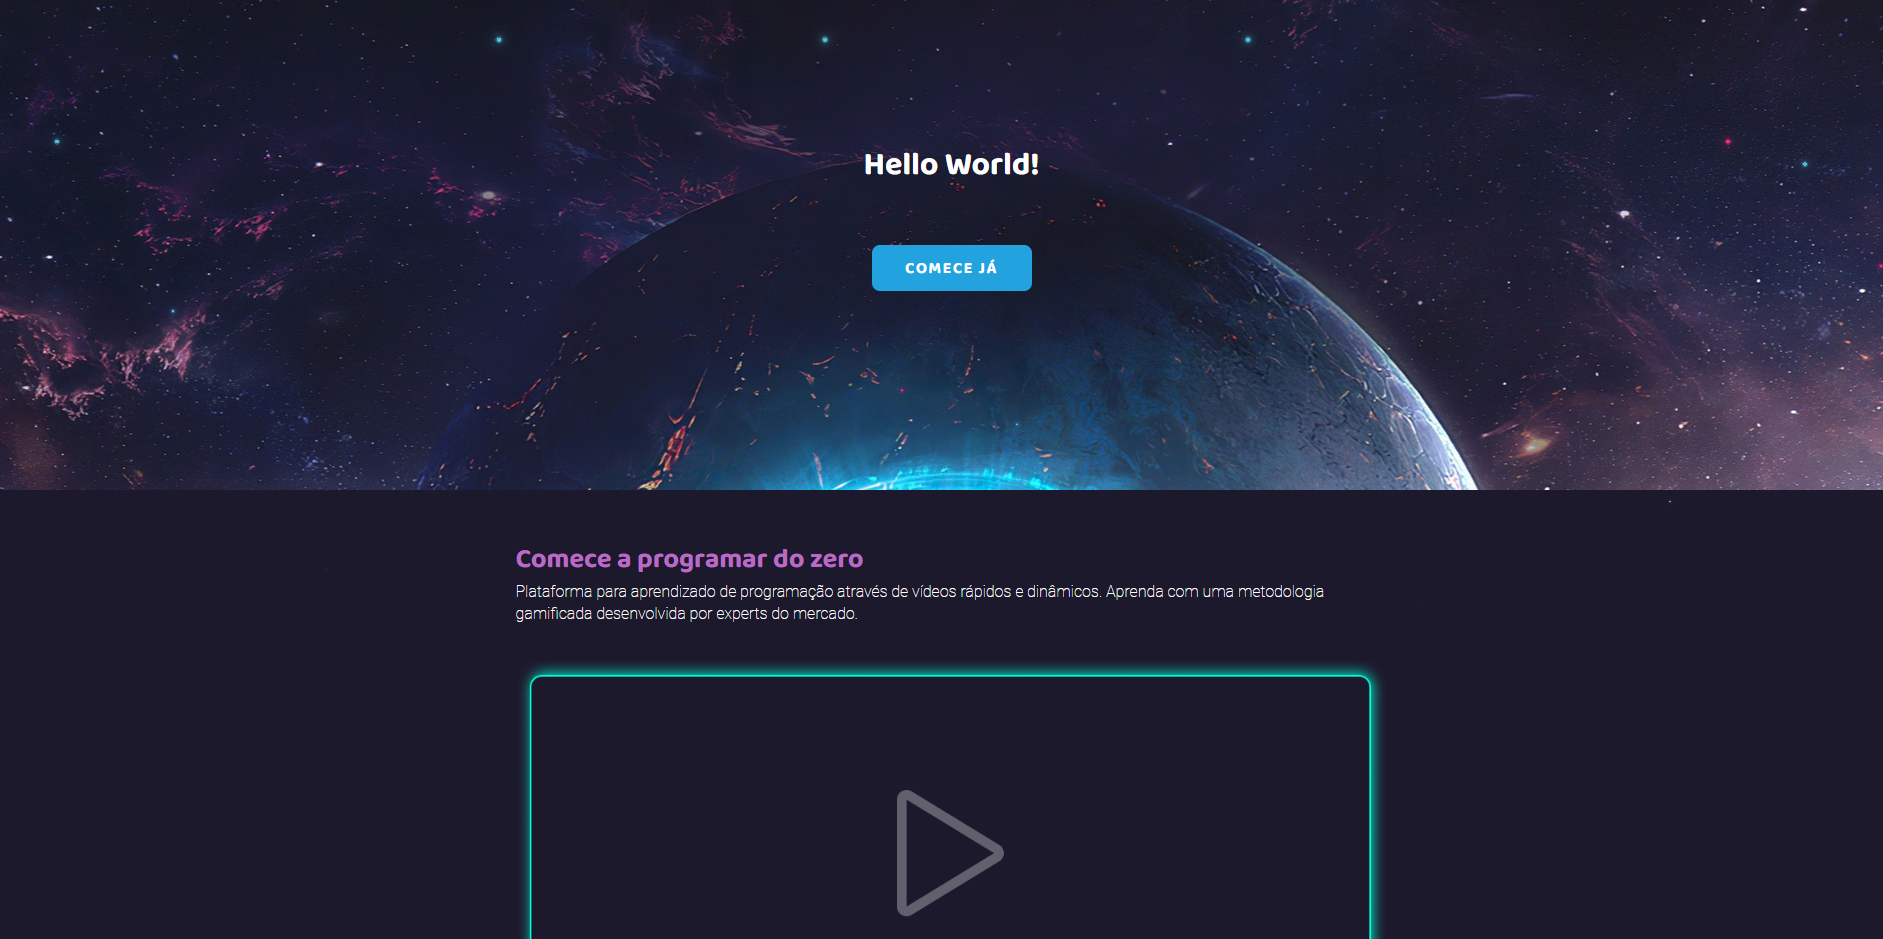 Hello World!
COMECE JÁ
Comece a programar do zero
Plataforma para aprendizado de programação através de vídeos rápidos e dinâmicos. Aprenda com uma metodologia
gamificada desenvolvida por experts do mercado.